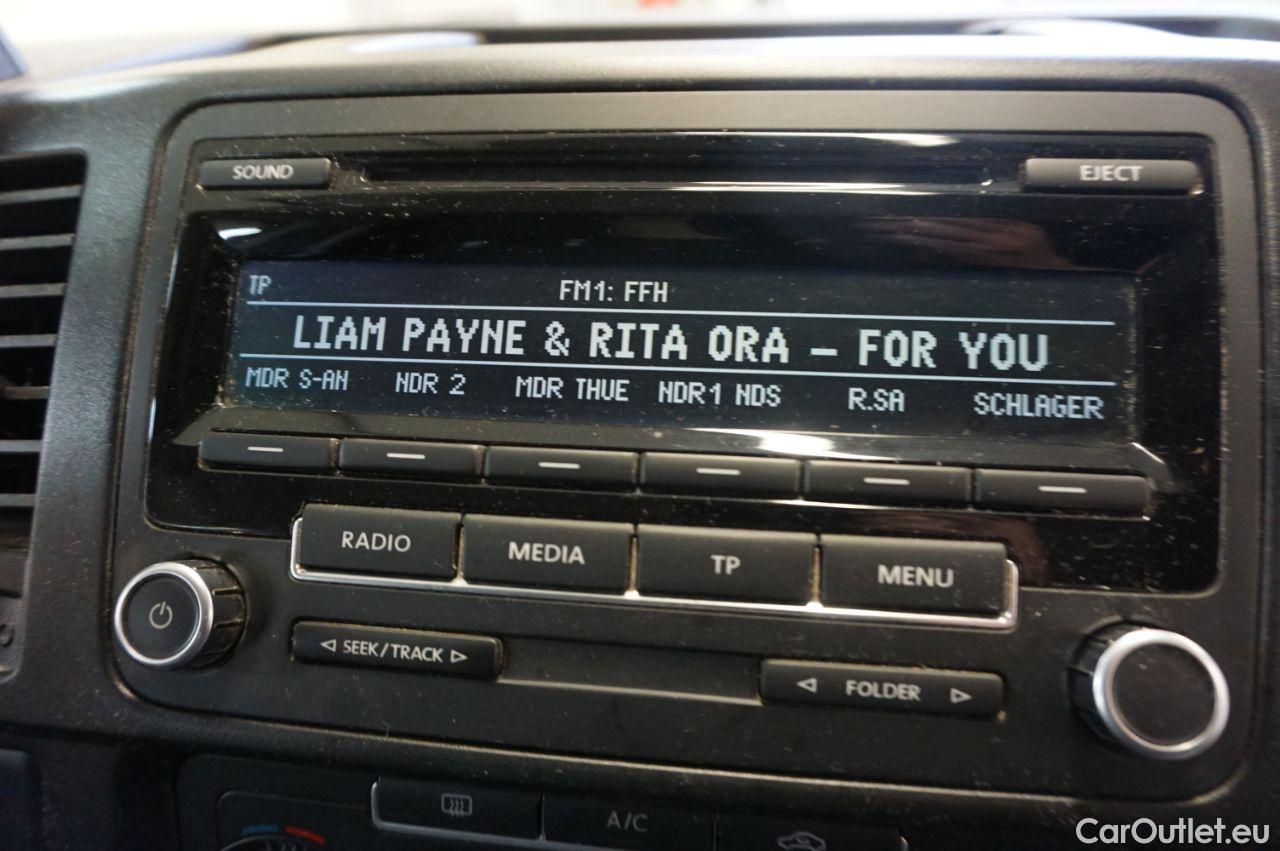 SOUND
EJECT
TP
FM1: FFH
LIAM PAYNE & RITA ORA – FOR YOU
MDR S-AN NDR 2 MDR THUE NDR1 NDS R.SA SCHLAGER
RADIO MEDIA TP MENU
◁ SEEK/TRACK ▷
◁ FOLDER ▷
A/C
CarOutlet.eu